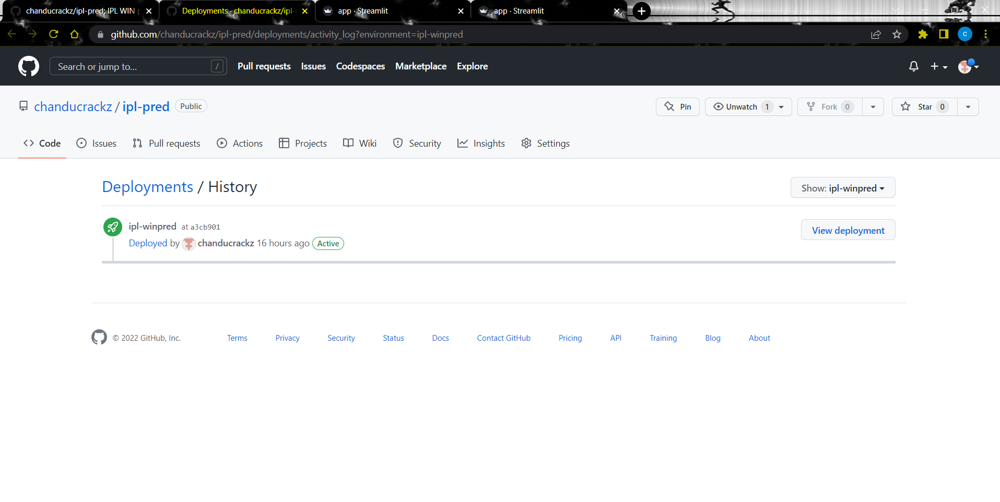 chanducrackz/ipl-pred: IPL WIN
Deployments · chanducrackz/ipl-
app · Streamlit
app · Streamlit
github.com/chanducrackz/ipl-pred/deployments/activity_log?environment=ipl-winpred
C
Search or jump to... /
Pull requests Issues Codespaces Marketplace Explore
chanducrackz / ipl-pred Public
Pin Unwatch 1 Fork 0 Star 0
Code Issues Pull requests Actions Projects Wiki Security Insights Settings
Deployments / History
Show: ipl-winpred
ipl-winpred at a3cb901
View deployment
Deployed by chanducrackz 16 hours ago Active
© 2022 GitHub, Inc. Terms Privacy Security Status Docs Contact GitHub Pricing API Training Blog About